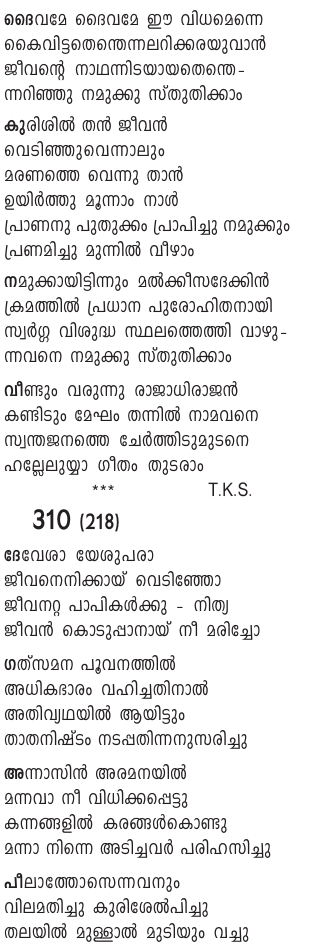 ദൈവമേ ദൈവമേ ഈ വിധമെന്നെ
കൈവിട്ടതെന്തെന്നലറിക്കരയുവാൻ
ജീവന്റെ നാഥന്നിടയായതെന്തെ-
ന്നറിഞ്ഞു നമുക്കു സ്തുതിക്കാം
കുരിശിൽ തൻ ജീവൻ
വെടിഞ്ഞുവെന്നാലും
മരണത്തെ വെന്നു താൻ
ഉയിർത്തു മൂന്നാം നാൾ
പ്രാണനു പുതുക്കം പ്രാപിച്ചു നമുക്കും
പ്രണമിച്ചു മുന്നിൽ വീഴാം
നമുക്കായിട്ടിന്നും മൽക്കീസദേക്കിൻ
ക്രമത്തിൽ പ്രധാന പുരോഹിതനായി
സ്വർഗ്ഗ വിശുദ്ധ സ്ഥലത്തെത്തി വാഴു-
ന്നവനെ നമുക്കു സ്തുതിക്കാം
വീണ്ടും വരുന്നു രാജാധിരാജൻ
കണ്ടിടും മേഘം തന്നിൽ നാമവനെ
സ്വന്തജനത്തെ ചേർത്തിടുമുടനെ
ഹല്ലേലുയ്യാ ഗീതം തുടരാം
*** T.K.S.
310 (218)
ദേവേശാ യേശുപരാ
ജീവനെനിക്കായ് വെടിഞ്ഞോ
ജീവനറ്റ പാപികൾക്കു - നിത്യ
ജീവൻ കൊടുപ്പാനായ് നീ മരിച്ചോ
ഗത്സമന പൂവനത്തിൽ
അധികഭാരം വഹിച്ചതിനാൽ
അതിവ്യഥയിൽ ആയിട്ടും
താതനിഷ്ടം നടപ്പതിന്നനുസരിച്ചു
അന്നാസിൻ അരമനയിൽ
മന്നവാ നീ വിധിക്കപ്പെട്ടു
കന്നങ്ങളിൽ കരങ്ങൾകൊണ്ടു
മന്നാ നിന്നെ അടിച്ചവർ പരിഹസിച്ചു
പീലാത്തോസെന്നവനും
വിലമതിച്ചു കുരിശേൽപിച്ചു
തലയിൽ മുള്ളാൽ മുടിയും വച്ചു